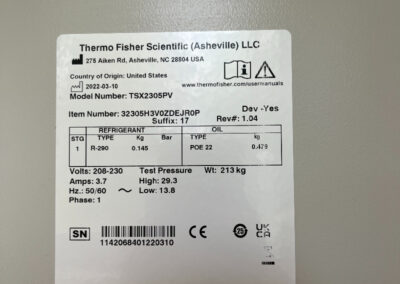 Thermo Fisher Scientific (Asheville) LLC
275 Aiken Rd, Asheville, NC 28804 USA
Country of Origin: United States
2022-03-10
www.thermofisher.com/usermanuals
Model Number: TSX2305PV
Dev -Yes
Item Number: 32305H3V0ZDEJR0P
Suffix: 17 Rev#: 1.04
REFRIGERANT OIL
STG TYPE Kg Bar TYPE kg
1 R-290 0.145 POE 22 0.479
Volts: 208-230 Test Pressure Wt: 213 kg
Amps: 3.7 High: 29.3
Hz.: 50/60 ~ Low: 13.8
Phase: 1
SN CE 25 UK CA
1142068401220310